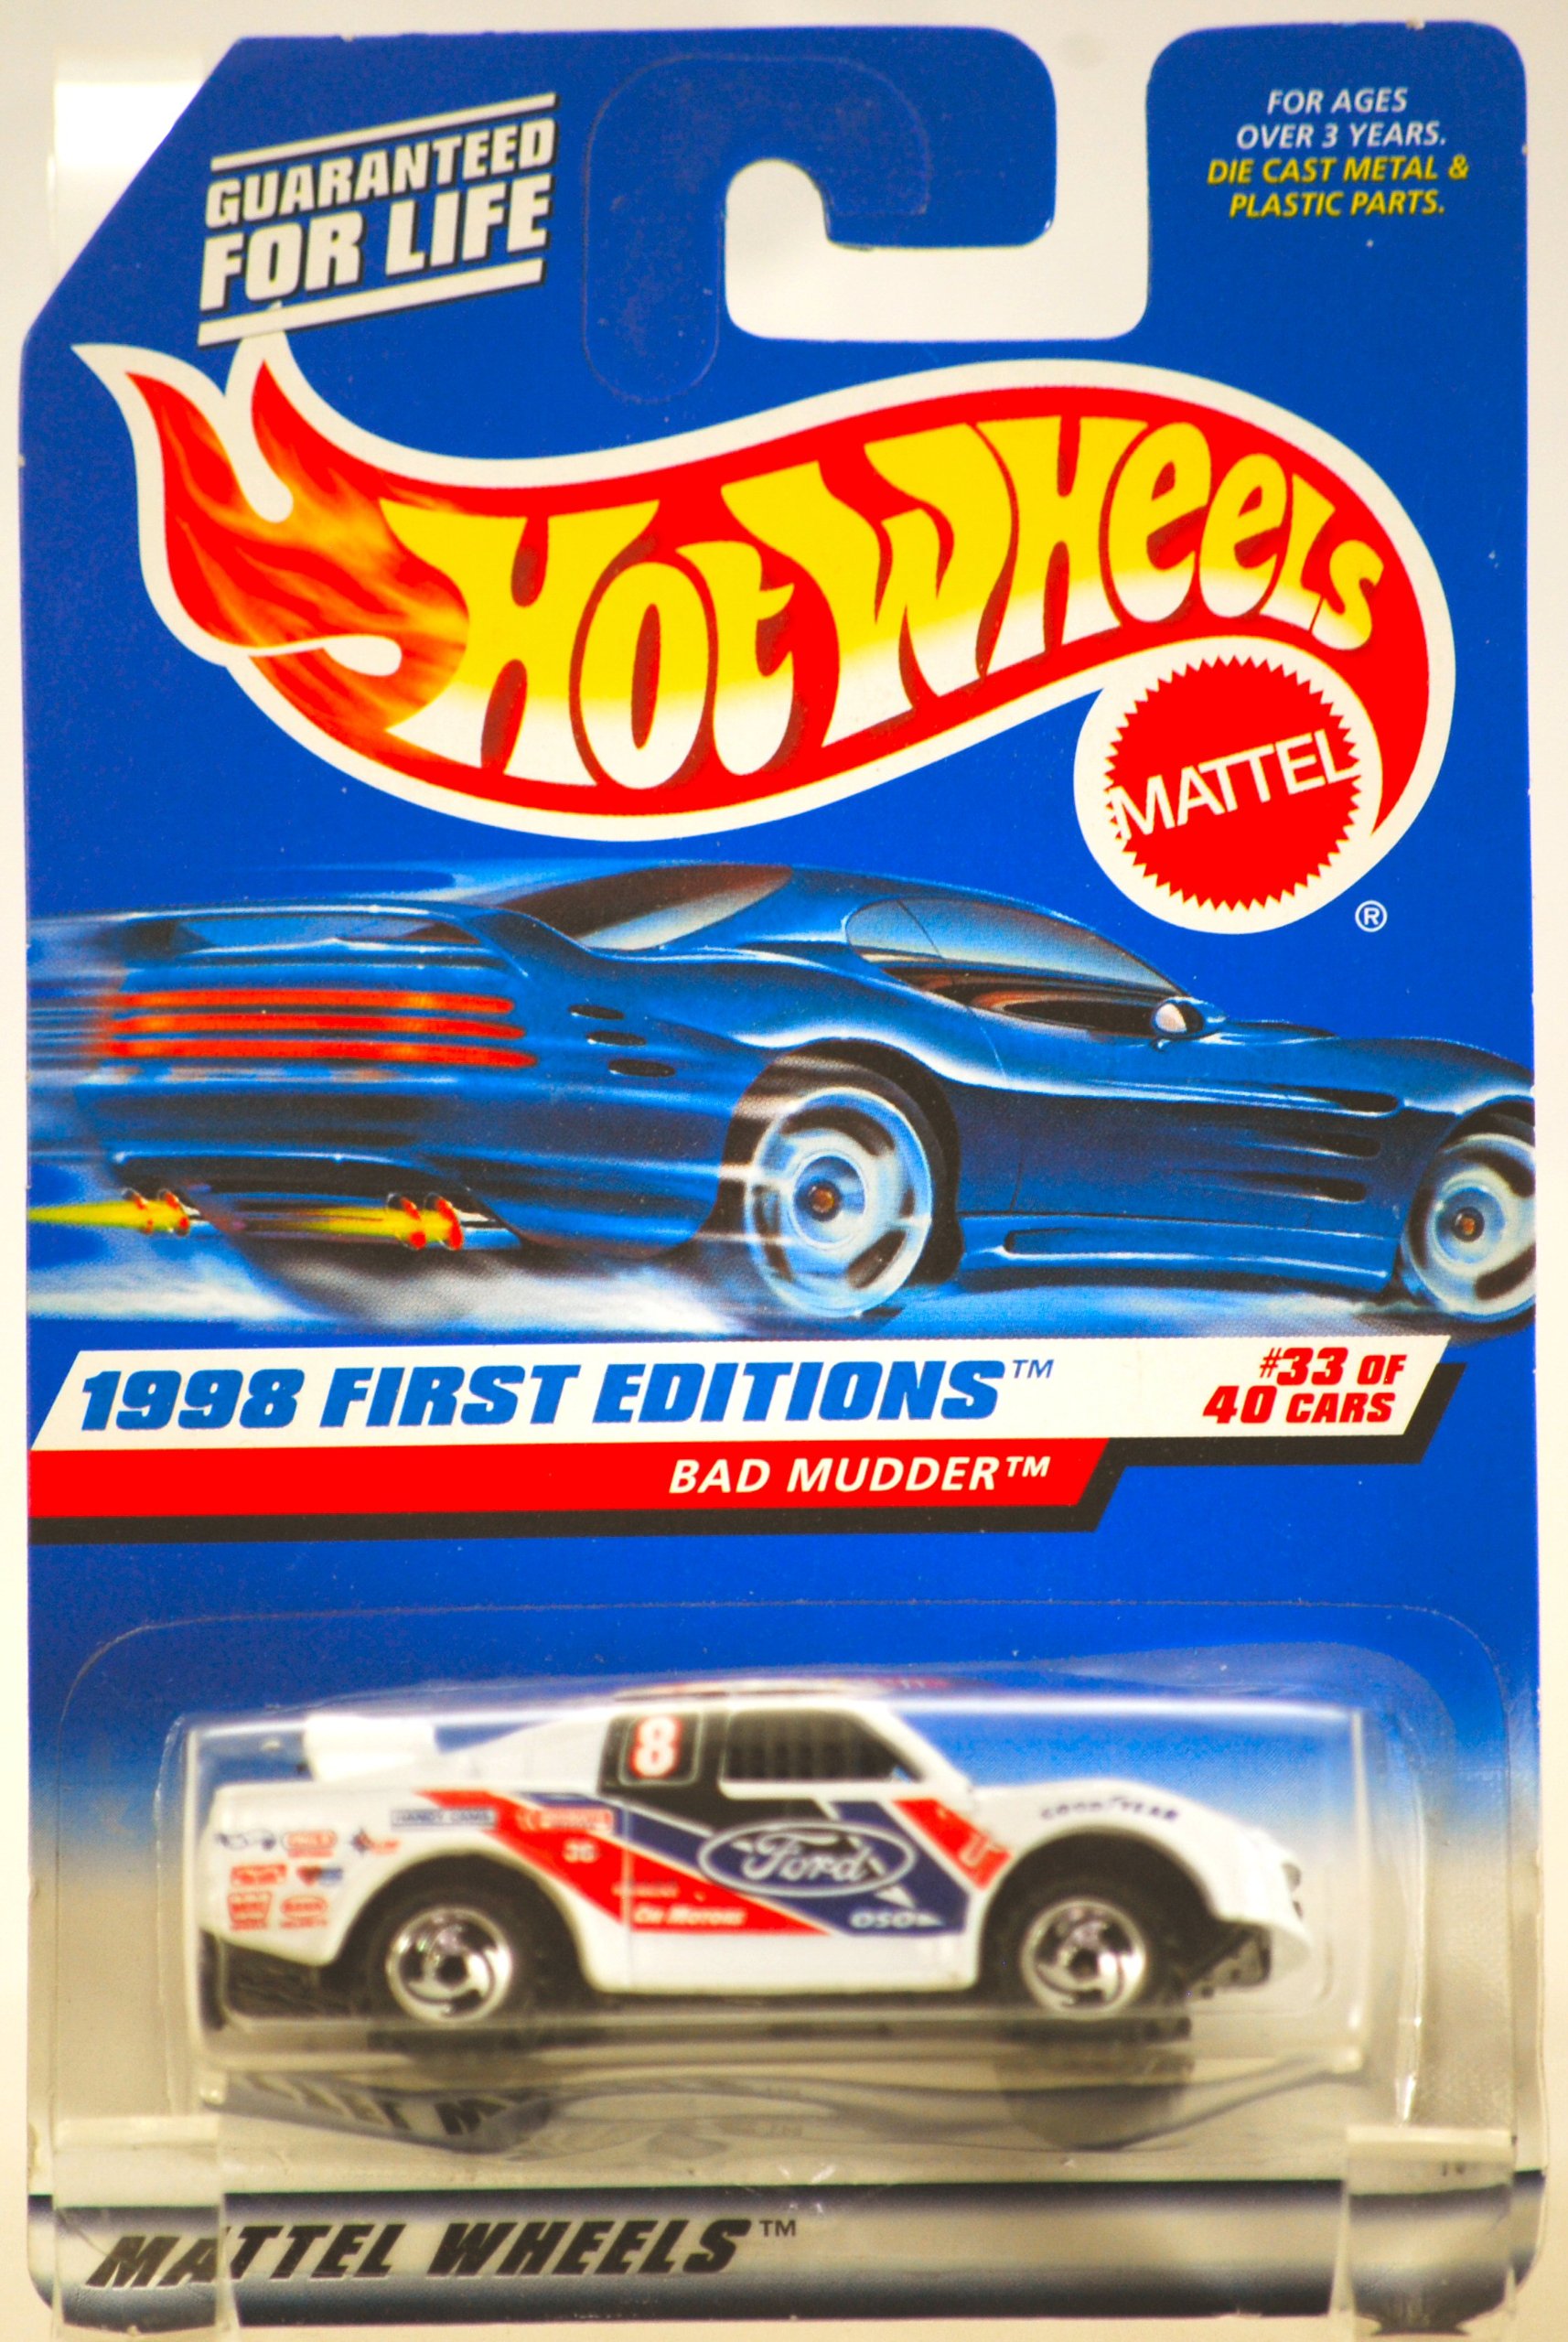 GUARANTEED
FOR LIFE
FOR AGES
OVER 3 YEARS.
DIE CAST METAL &
PLASTIC PARTS.
HOT WHEELS
MATTEL
®
1998 FIRST EDITIONS™
#33 OF
40 CARS
BAD MUDDER™
8
GOODYEAR
Ford
OSO
MATTEL WHEELS™